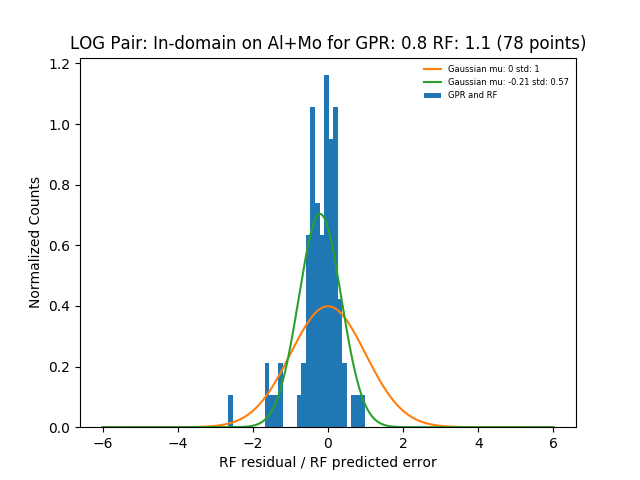 LOG Pair: In-domain on Al+Mo for GPR: 0.8 RF: 1.1 (78 points)
Gaussian mu: 0 std: 1
Gaussian mu: -0.21 std: 0.57
GPR and RF
Normalized Counts
1.2
1.0
0.8
0.6
0.4
0.2
0.0
−6 −4 −2 0 2 4 6
RF residual / RF predicted error